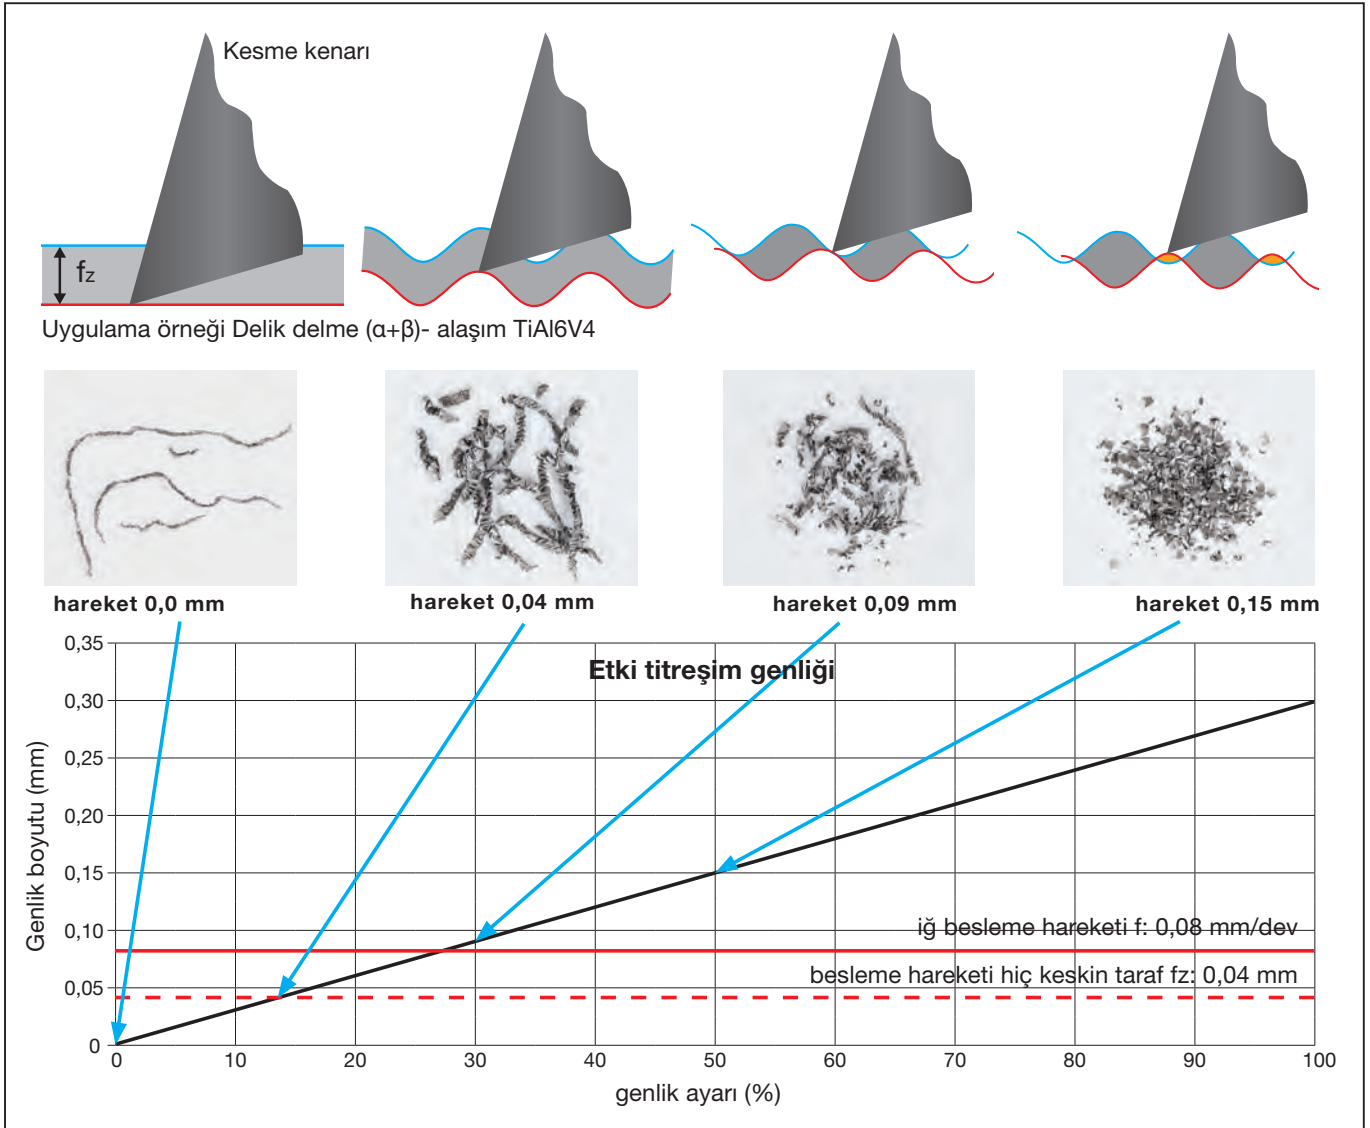 Kesme kenarı
fz
Uygulama örneği Delik delme (α+β)- alaşım TiAl6V4
hareket 0,0 mm
hareket 0,04 mm
hareket 0,09 mm
hareket 0,15 mm
Etki titreşim genliği
Genlik boyutu (mm)
0,35
0,30
0,25
0,20
0,15
0,10
0,05
0
iğ besleme hareketi f: 0,08 mm/dev
besleme hareketi hiç keskin taraf fz: 0,04 mm
0 10 20 30 40 50 60 70 80 90 100
genlik ayarı (%)